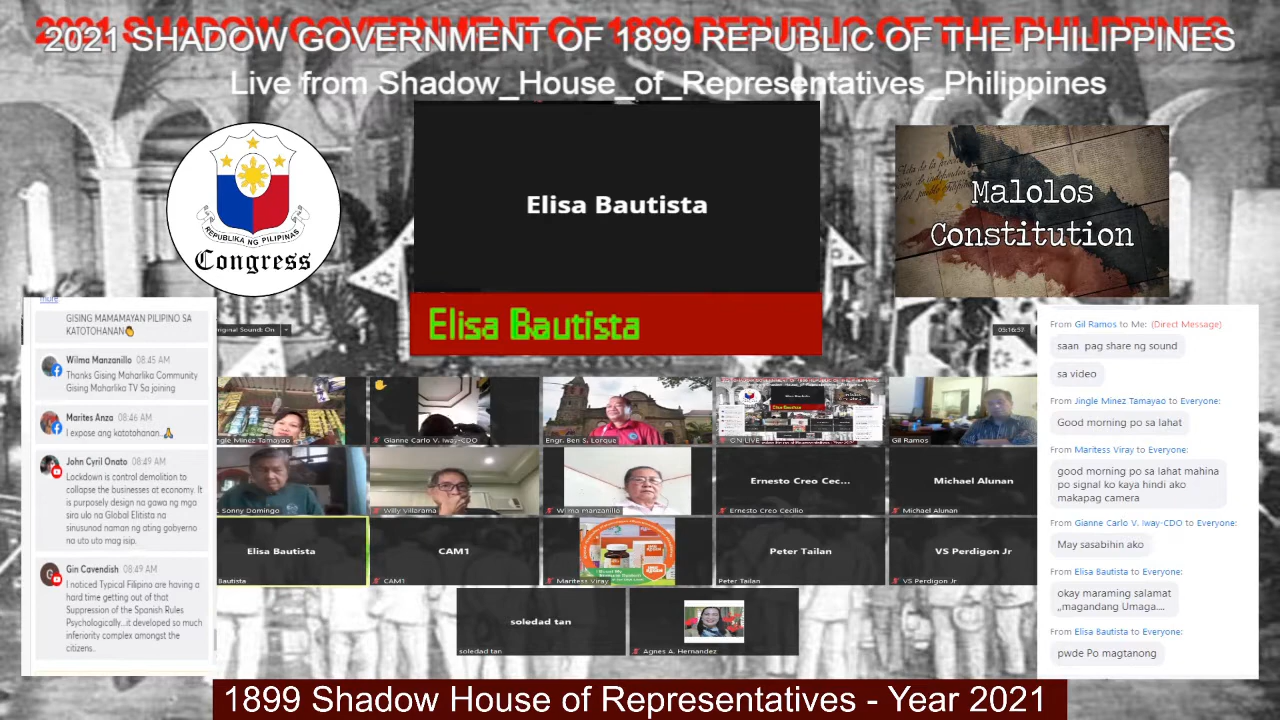 2021 SHADOW GOVERNMENT OF 1899 REPUBLIC OF THE PHILIPPINES
Live from Shadow_House_of_Representatives_Philippines
REPUBLIKA NG PILIPINAS
Congress
Elisa Bautista
Elisa Bautista
Malolos
Constitution
more
GISING MAMAMAYAN PILIPINO SA
KATOTOHANAN👏
Wilma Manzanillo 08:45 AM
Thanks Gising Maharlika Community
Gising Maharlika TV Sa joining
Marites Anza 08:46 AM
I expose ang katotohanan..🙏
John Cyril Onato 08:49 AM
Lockdown is control demolition to
collapse the businesses at economy. It
is purposely design na gawa ng mga
sira ulo na Global Elitista na
sinusunod naman ng ating gobyerno
na uto uto mag isip.
Gin Cavendish 08:49 AM
I noticed Typical Filipino are having a
hard time getting out of that
Suppression of the Spanish Rules
Psychologically...it developed so much
inferiority complex amongst the
citizens..
Sound: On
03:16:57
Minez Tamayao
Gianne Carlo V. Iway-CDO
Engr. Ben S. Lorque
GN LIVE
Gil Ramos
Sonny Domingo
Willy Villarama
Wilma manzanillo
Ernesto Creo Cec...
Ernesto Creo Cecilio
Michael Alunan
Michael Alunan
Elisa Bautista
Bautista
CAM1
CAM1
Maritess Viray
Peter Tailan
Peter Tailan
VS Perdigon Jr
VS Perdigon Jr
soledad tan
soledad tan
Agnes A. Hernandez
From Gil Ramos to Me: (Direct Message)
saan pag share ng sound
sa video
From Jingle Minez Tamayao to Everyone:
Good morning po sa lahat
From Maritess Viray to Everyone:
good morning po sa lahat mahina
po signal ko kaya hindi ako
makapag camera
From Gianne Carlo V. Iway-CDO to Everyone:
May sasabihin ako
From Elisa Bautista to Everyone:
okay maraming salamat
,,magandang Umaga....
From Elisa Bautista to Everyone:
pwde Po magtanong
1899 Shadow House of Representatives - Year 2021